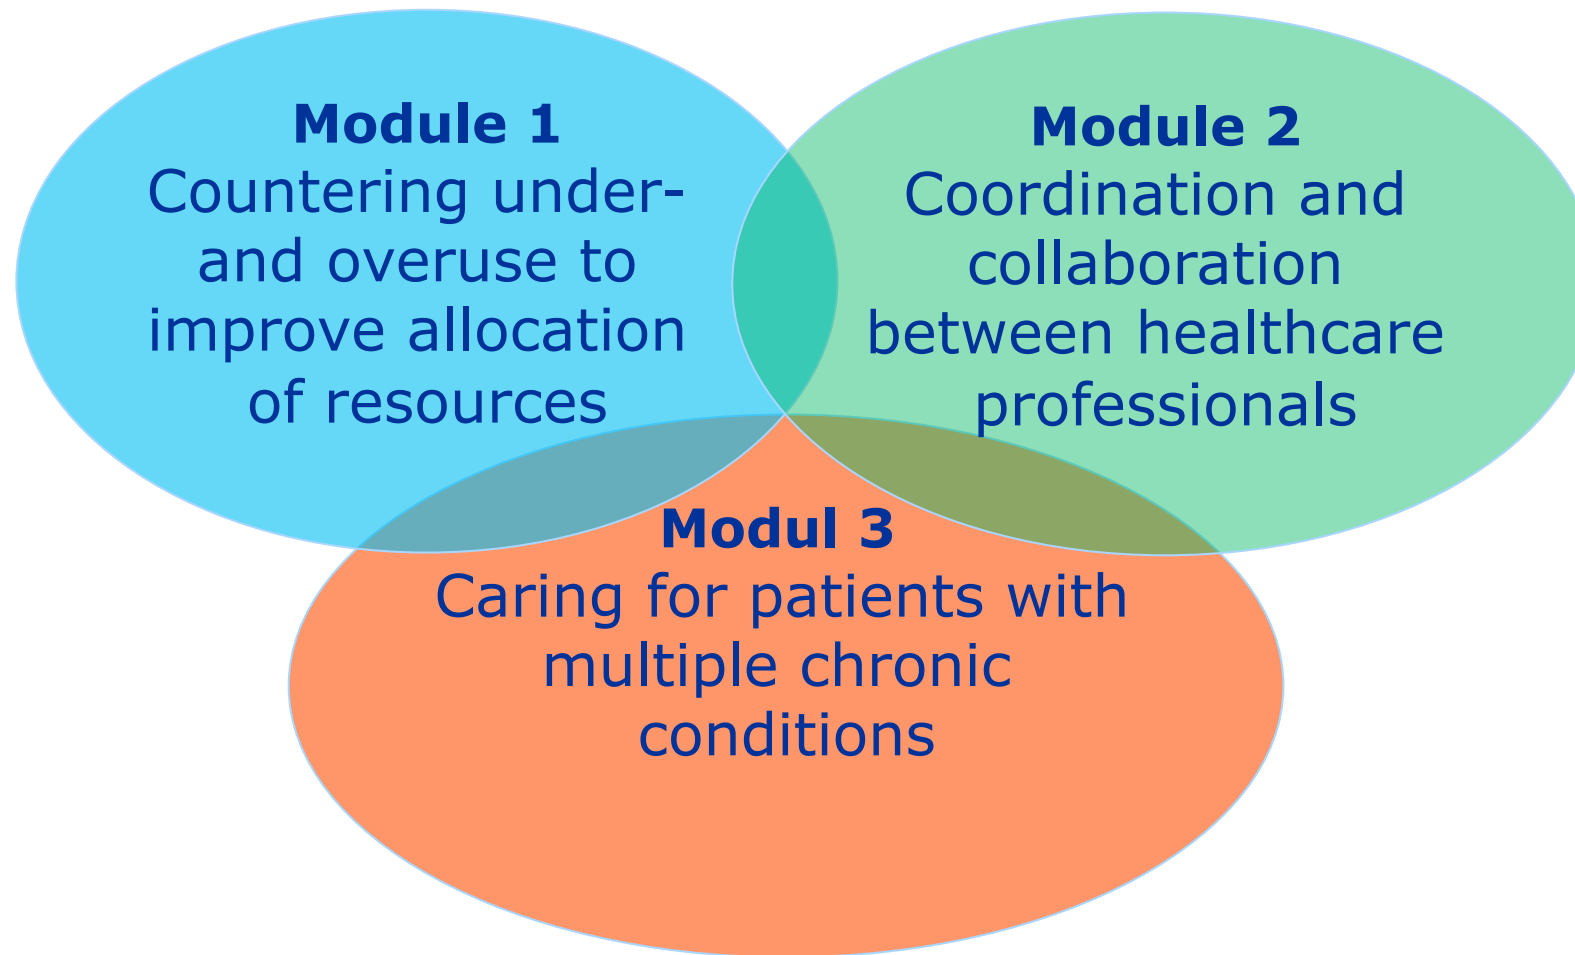 Module 1
Countering under-
and overuse to
improve allocation
of resources
Module 2
Coordination and
collaboration
between healthcare
professionals
Modul 3
Caring for patients with
multiple chronic
conditions